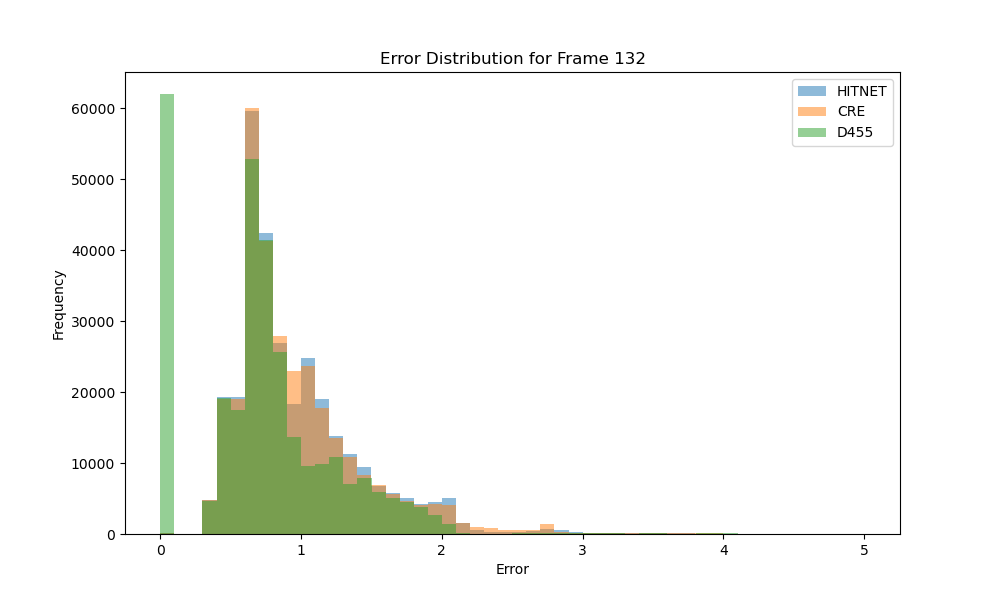 Error Distribution for Frame 132
HITNET
CRE
D455
60000
50000
40000
30000
20000
10000
0
Frequency
0 1 2 3 4 5
Error